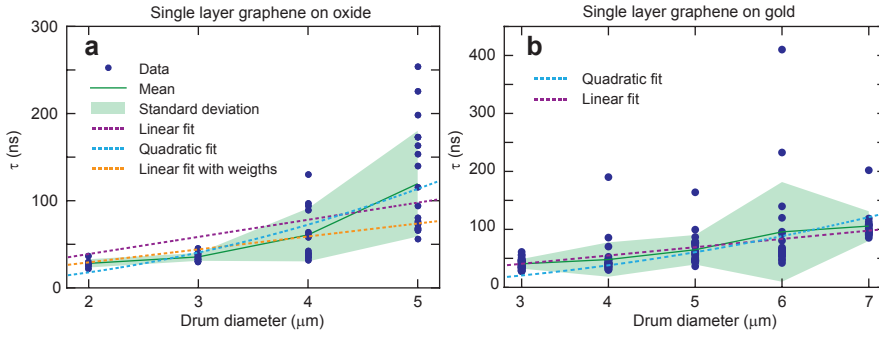 Single layer graphene on oxide
a
300
200
100
0
τ (ns)
Data
Mean
Standard deviation
Linear fit
Quadratic fit
Linear fit with weigths
2
3
4
5
Drum diameter (μm)
Single layer graphene on gold
b
400
300
200
100
0
τ (ns)
Quadratic fit
Linear fit
3
4
5
6
7
Drum diameter (μm)